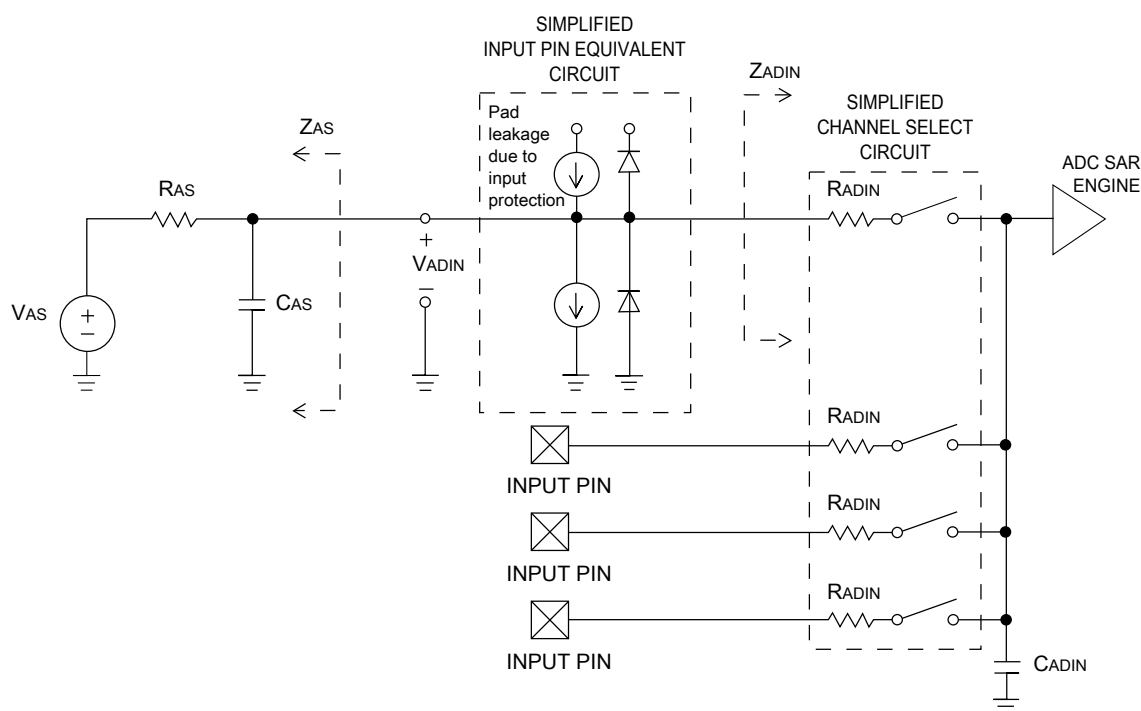 SIMPLIFIED
INPUT PIN EQUIVALENT
CIRCUIT
ZADIN
SIMPLIFIED
CHANNEL SELECT
CIRCUIT
Pad
leakage
due to
input
protection
ZAS
ADC SAR
ENGINE
RAS
RADIN
+
VADIN
−
VAS
+
−
CAS
RADIN
INPUT PIN
RADIN
INPUT PIN
RADIN
INPUT PIN
CADIN